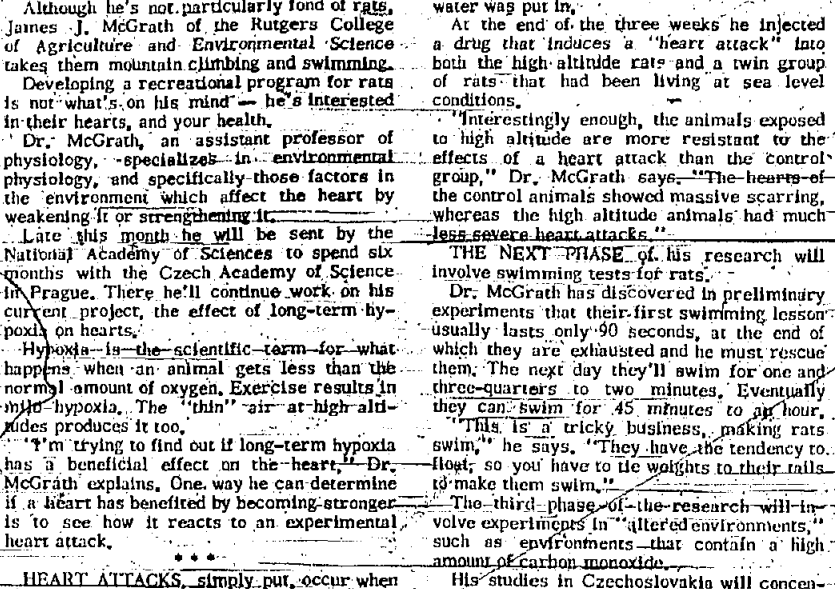 Although he's not particularly fond of rats,
James J. McGrath of the Rutgers College
of Agriculture and Environmental Science
takes them mountain climbing and swimming.
Developing a recreational program for rats
is not what's on his mind — he's interested
in their hearts, and your health.
Dr. McGrath, an assistant professor of
physiology, specializes in environmental
physiology, and specifically those factors in
the environment which affect the heart by
weakening it or strengthening it.
Late this month he will be sent by the
National Academy of Sciences to spend six
months with the Czech Academy of Science
in Prague. There he'll continue work on his
current project, the effect of long-term hy-
poxia on hearts.
Hypoxia is the scientific term for what
happens when an animal gets less than the
normal amount of oxygen. Exercise results in
mild hypoxia. The "thin" air at high alti-
tudes produces it too.
"I'm trying to find out if long-term hypoxia
has a beneficial effect on the heart," Dr.
McGrath explains. One way he can determine
if a heart has benefited by becoming stronger
is to see how it reacts to an experimental
heart attack.
* * *
HEART ATTACKS, simply put, occur when
water was put in.
At the end of the three weeks he injected
a drug that induces a "heart attack" into
both the high altitude rats and a twin group
of rats that had been living at sea level
conditions.
"Interestingly enough, the animals exposed
to high altitude are more resistant to the
effects of a heart attack than the control
group," Dr. McGrath says. "The hearts of
the control animals showed massive scarring,
whereas the high altitude animals had much
less severe heart attacks."
THE NEXT PHASE of his research will
involve swimming tests for rats.
Dr. McGrath has discovered in preliminary
experiments that their first swimming lesson
usually lasts only 90 seconds, at the end of
which they are exhausted and he must rescue
them. The next day they'll swim for one and
three-quarters to two minutes. Eventually
they can swim for 45 minutes to an hour.
"This is a tricky business, making rats
swim," he says. "They have the tendency to
float, so you have to tie weights to their tails
to make them swim."
The third phase of the research will in-
volve experiments in "altered environments,"
such as environments that contain a high
amount of carbon monoxide.
His studies in Czechoslovakia will concen-